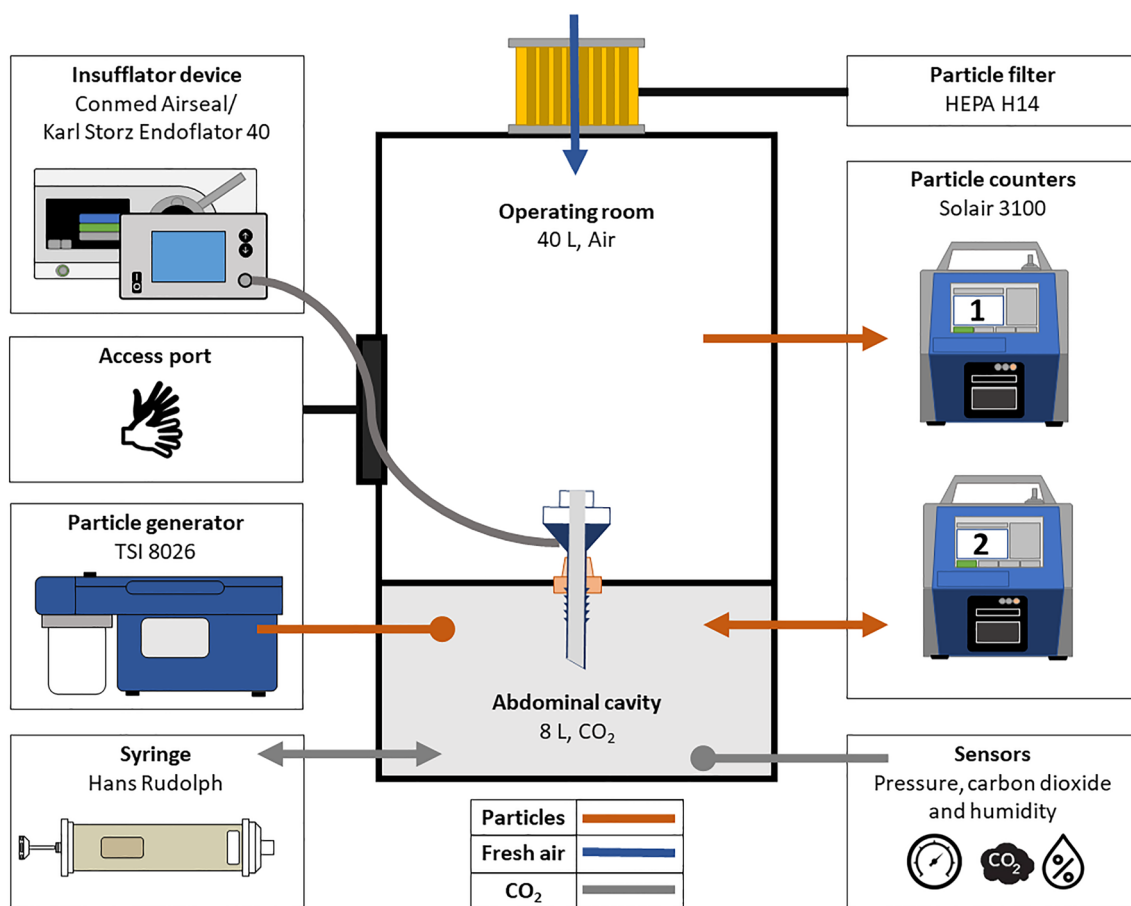 Insufflator device
Conmed Airseal/
Karl Storz Endoflator 40
Particle filter
HEPA H14
Operating room
40 L, Air
Particle counters
Solair 3100
1
Access port
Particle generator
TSI 8026
2
Abdominal cavity
8 L, CO₂
Syringe
Hans Rudolph
Sensors
Pressure, carbon dioxide
and humidity
CO₂
%
Particles
Fresh air
CO₂